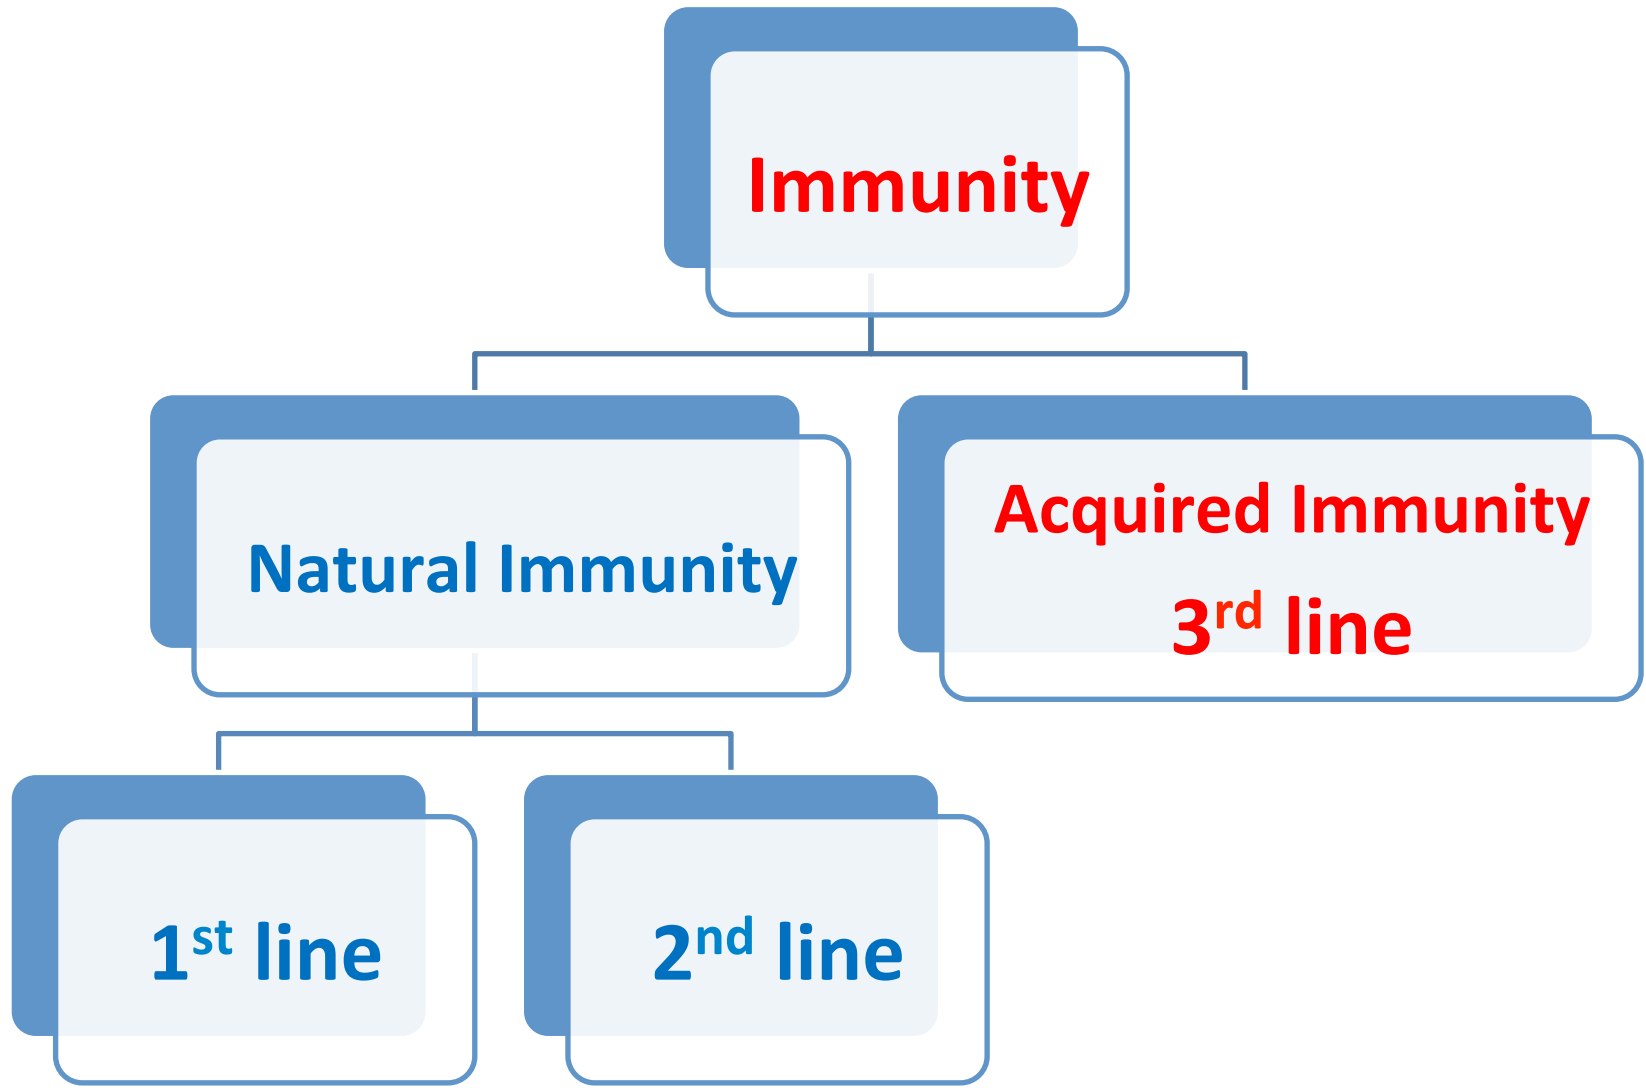 Immunity
Natural Immunity
Acquired Immunity
3rd line
1st line
2nd line